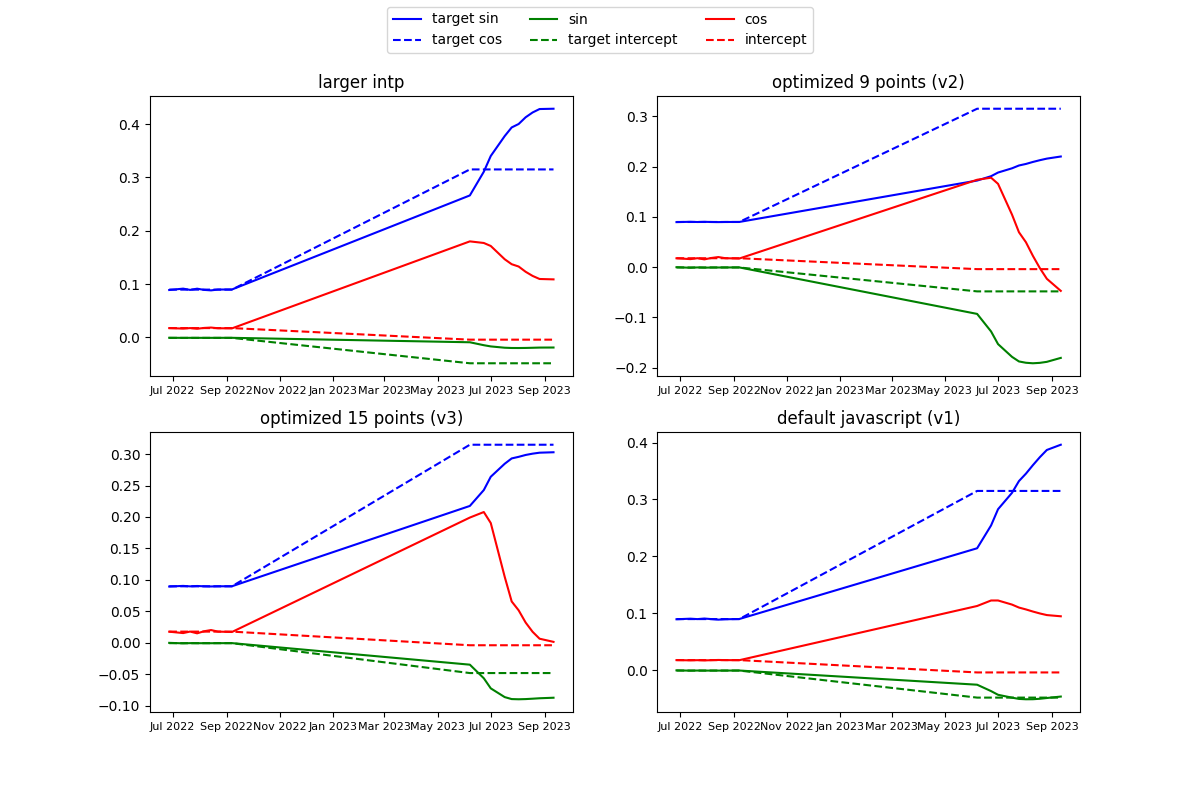 target sin sin cos
target cos target intercept intercept
larger intp
optimized 9 points (v2)
0.4
0.3
0.2
0.1
0.0
Jul 2022 Sep 2022 Nov 2022 Jan 2023 Mar 2023 May 2023 Jul 2023 Sep 2023
0.3
0.2
0.1
0.0
−0.1
−0.2
Jul 2022 Sep 2022 Nov 2022 Jan 2023 Mar 2023 May 2023 Jul 2023 Sep 2023
optimized 15 points (v3)
default javascript (v1)
0.30
0.25
0.20
0.15
0.10
0.05
0.00
−0.05
−0.10
Jul 2022 Sep 2022 Nov 2022 Jan 2023 Mar 2023 May 2023 Jul 2023 Sep 2023
0.4
0.3
0.2
0.1
0.0
Jul 2022 Sep 2022 Nov 2022 Jan 2023 Mar 2023 May 2023 Jul 2023 Sep 2023